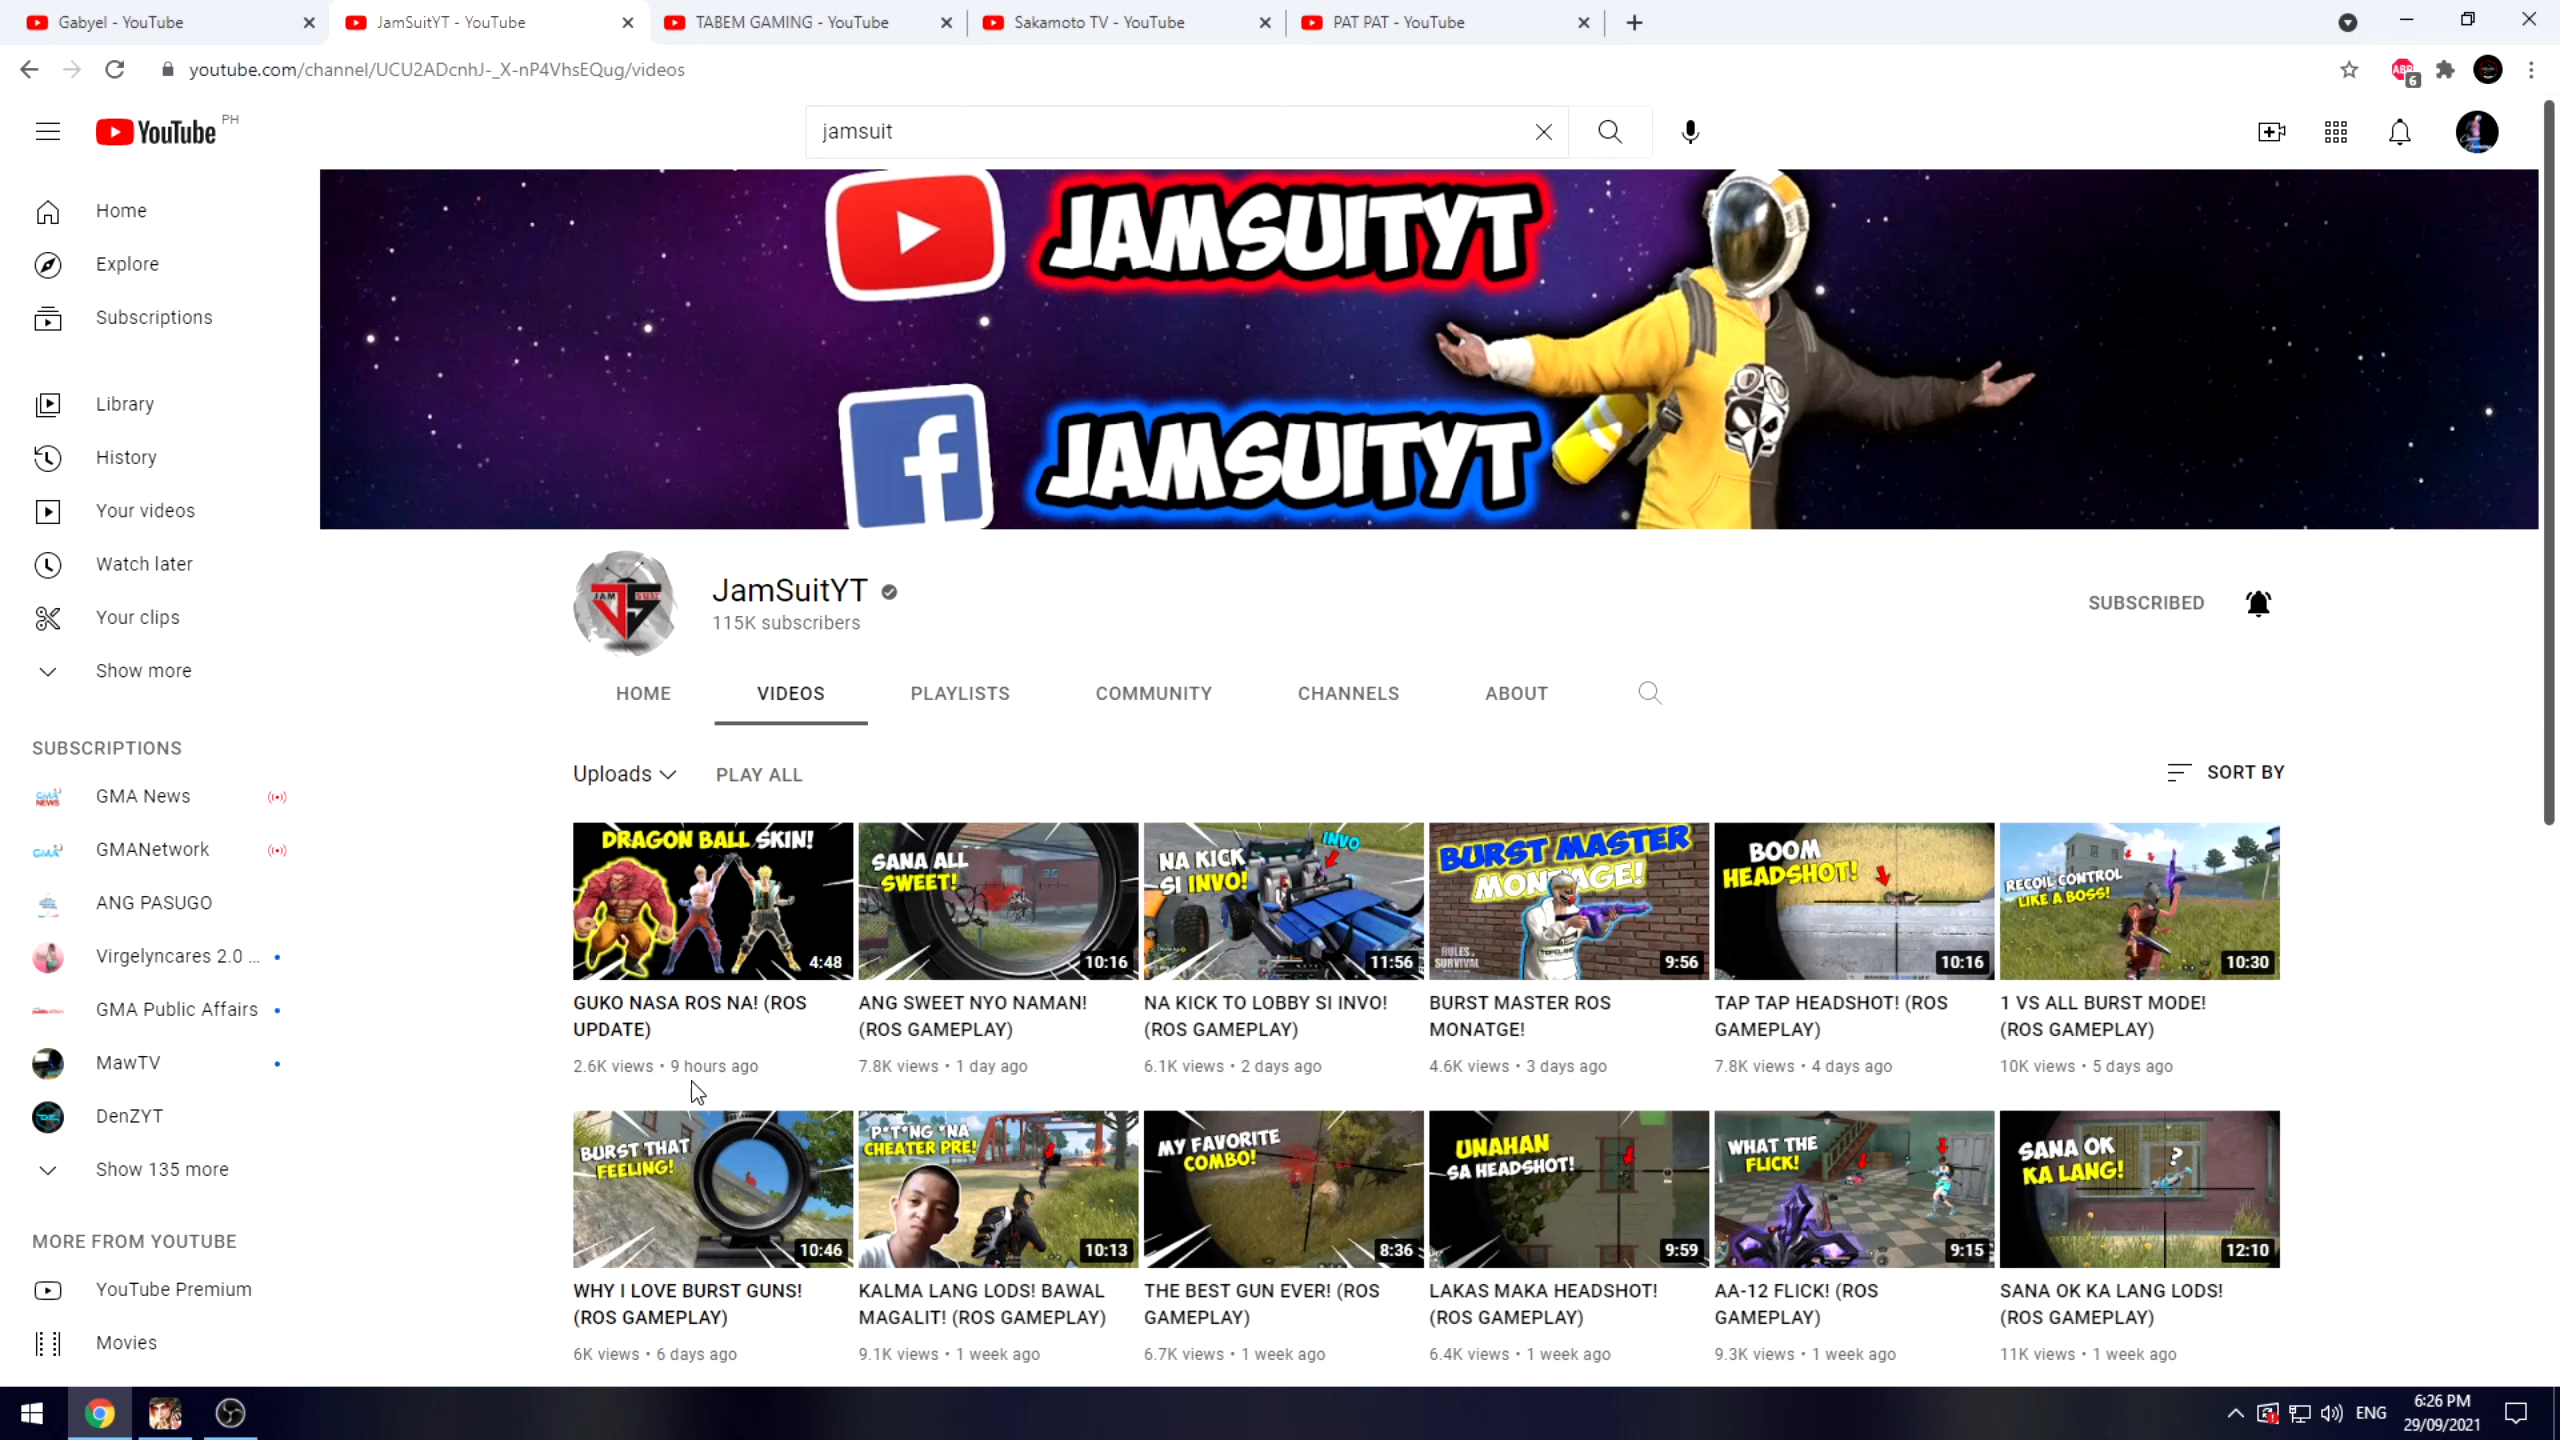 Gabyel - YouTube
JamSuitYT - YouTube
TABEM GAMING - YouTube
Sakamoto TV - YouTube
PAT PAT - YouTube
youtube.com/channel/UCU2ADcnhJ-_X-nP4VhsEQug/videos
ABP
6
YouTube PH
jamsuit
Home
Explore
Subscriptions
Library
History
Your videos
Watch later
Your clips
Show more
SUBSCRIPTIONS
GMA News
GMANetwork
ANG PASUGO
Virgelyncares 2.0 ...
GMA Public Affairs
MawTV
DenZYT
Show 135 more
MORE FROM YOUTUBE
YouTube Premium
Movies
JAMSUITYT
JAMSUITYT
JAM SUIT
JamSuitYT
115K subscribers
SUBSCRIBED
HOME
VIDEOS
PLAYLISTS
COMMUNITY
CHANNELS
ABOUT
Uploads
PLAY ALL
SORT BY
DRAGON BALL SKIN!
4:48
GUKO NASA ROS NA! (ROS
UPDATE)
2.6K views • 9 hours ago
SANA ALL
SWEET!
10:16
ANG SWEET NYO NAMAN!
(ROS GAMEPLAY)
7.8K views • 1 day ago
INVO
NA KICK
SI INVO!
11:56
NA KICK TO LOBBY SI INVO!
(ROS GAMEPLAY)
6.1K views • 2 days ago
BURST MASTER
MONTAGE!
RULES OF
SURVIVAL
9:56
BURST MASTER ROS
MONATGE!
4.6K views • 3 days ago
BOOM
HEADSHOT!
10:16
TAP TAP HEADSHOT! (ROS
GAMEPLAY)
7.8K views • 4 days ago
RECOIL CONTROL
LIKE A BOSS!
10:30
1 VS ALL BURST MODE!
(ROS GAMEPLAY)
10K views • 5 days ago
BURST THAT
FEELING!
10:46
WHY I LOVE BURST GUNS!
(ROS GAMEPLAY)
6K views • 6 days ago
P*T*NG *NA
CHEATER PRE!
10:13
KALMA LANG LODS! BAWAL
MAGALIT! (ROS GAMEPLAY)
9.1K views • 1 week ago
MY FAVORITE
COMBO!
8:36
THE BEST GUN EVER! (ROS
GAMEPLAY)
6.7K views • 1 week ago
UNAHAN
SA HEADSHOT!
9:59
LAKAS MAKA HEADSHOT!
(ROS GAMEPLAY)
6.4K views • 1 week ago
WHAT THE
FLICK!
9:15
AA-12 FLICK! (ROS
GAMEPLAY)
9.3K views • 1 week ago
SANA OK
KA LANG!
?
12:10
SANA OK KA LANG LODS!
(ROS GAMEPLAY)
11K views • 1 week ago
ENG
6:26 PM
29/09/2021